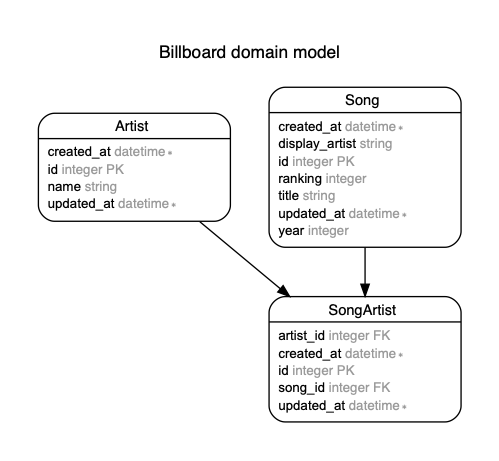 Billboard domain model
Artist
created_at datetime *
id integer PK
name string
updated_at datetime *
Song
created_at datetime *
display_artist string
id integer PK
ranking integer
title string
updated_at datetime *
year integer
SongArtist
artist_id integer FK
created_at datetime *
id integer PK
song_id integer FK
updated_at datetime *